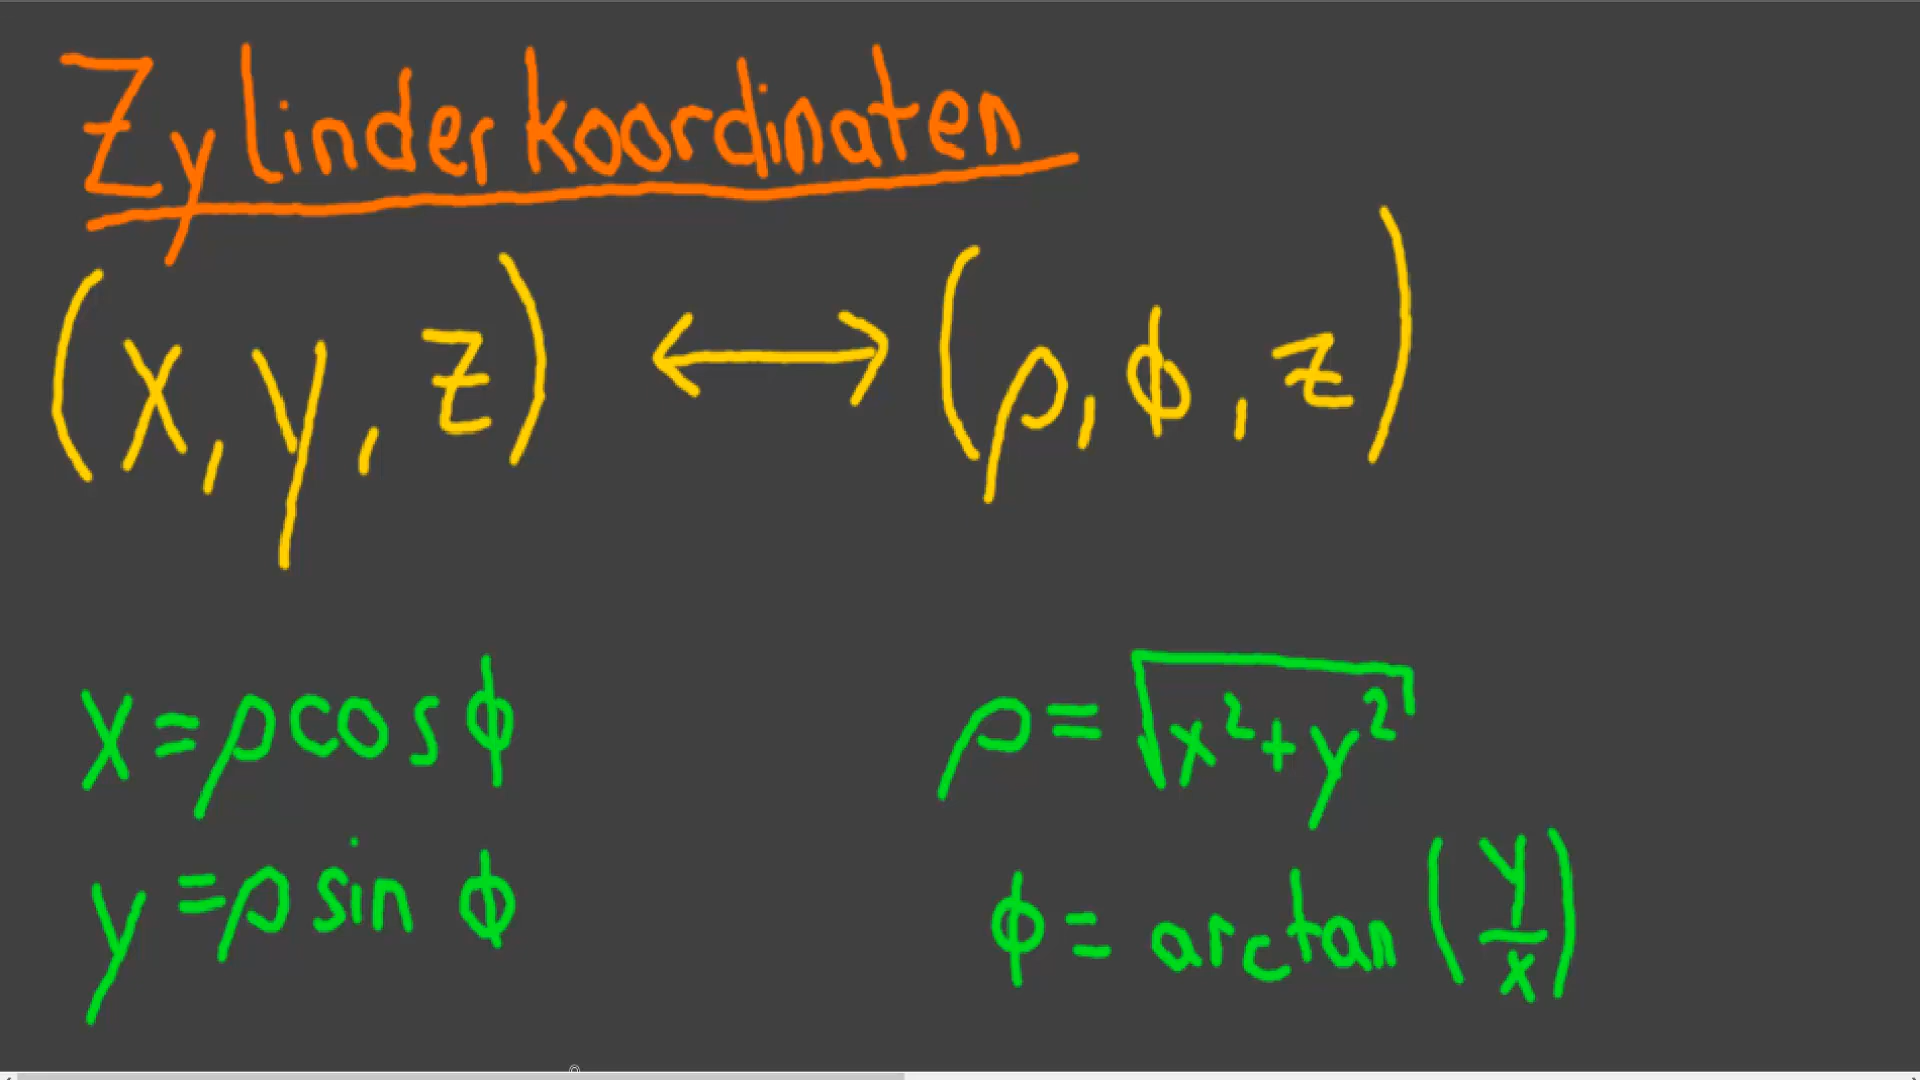 Zylinderkoordinaten
(x, y, z) ↔ (ρ, ϕ, z)
x = ρ cos ϕ
ρ = √(x² + y²)
y = ρ sin ϕ
ϕ = arctan (y/x)